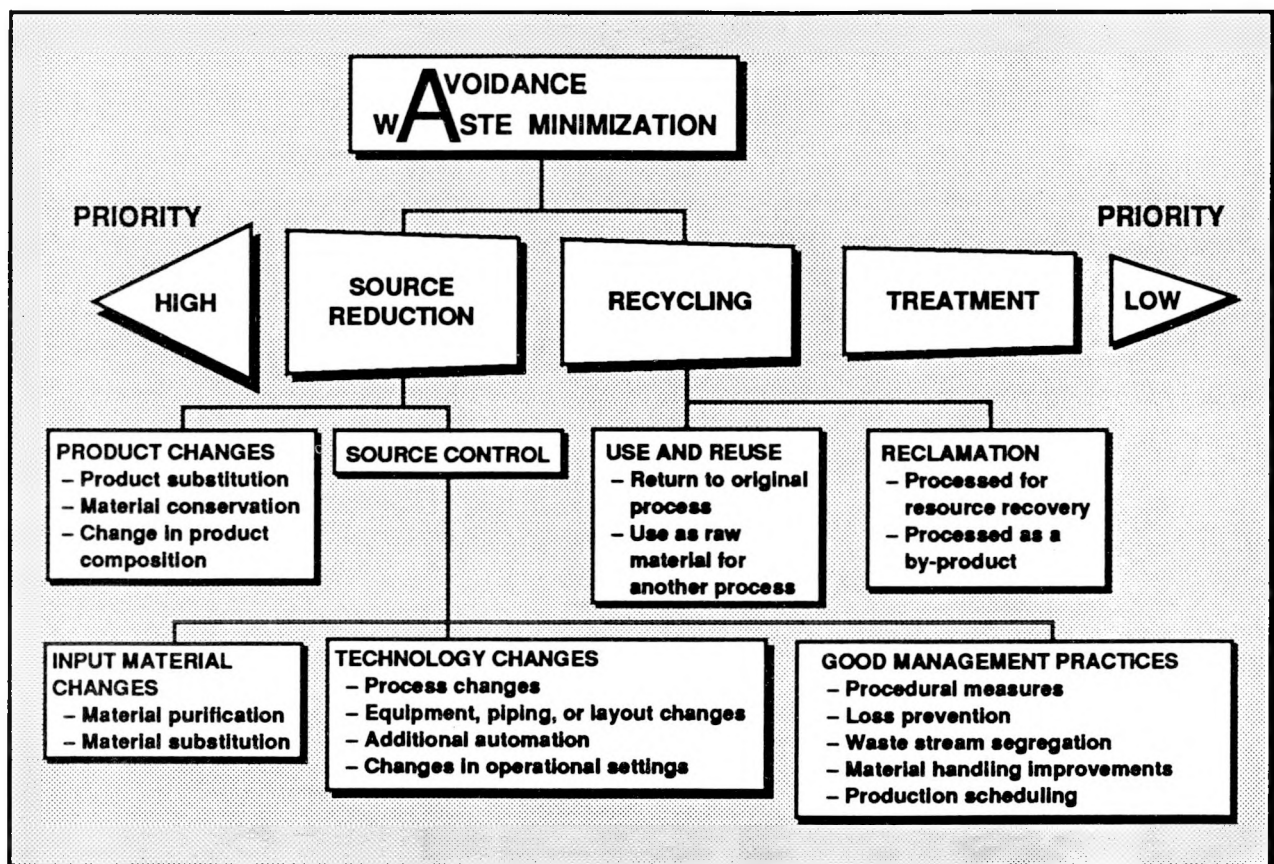 AVOIDANCE
WASTE MINIMIZATION
PRIORITY
PRIORITY
HIGH
SOURCE
REDUCTION
RECYCLING
TREATMENT
LOW
PRODUCT CHANGES
– Product substitution
– Material conservation
– Change in product
composition
SOURCE CONTROL
USE AND REUSE
– Return to original
process
– Use as raw
material for
another process
RECLAMATION
– Processed for
resource recovery
– Processed as a
by-product
INPUT MATERIAL
CHANGES
– Material purification
– Material substitution
TECHNOLOGY CHANGES
– Process changes
– Equipment, piping, or layout changes
– Additional automation
– Changes in operational settings
GOOD MANAGEMENT PRACTICES
– Procedural measures
– Loss prevention
– Waste stream segregation
– Material handling improvements
– Production scheduling